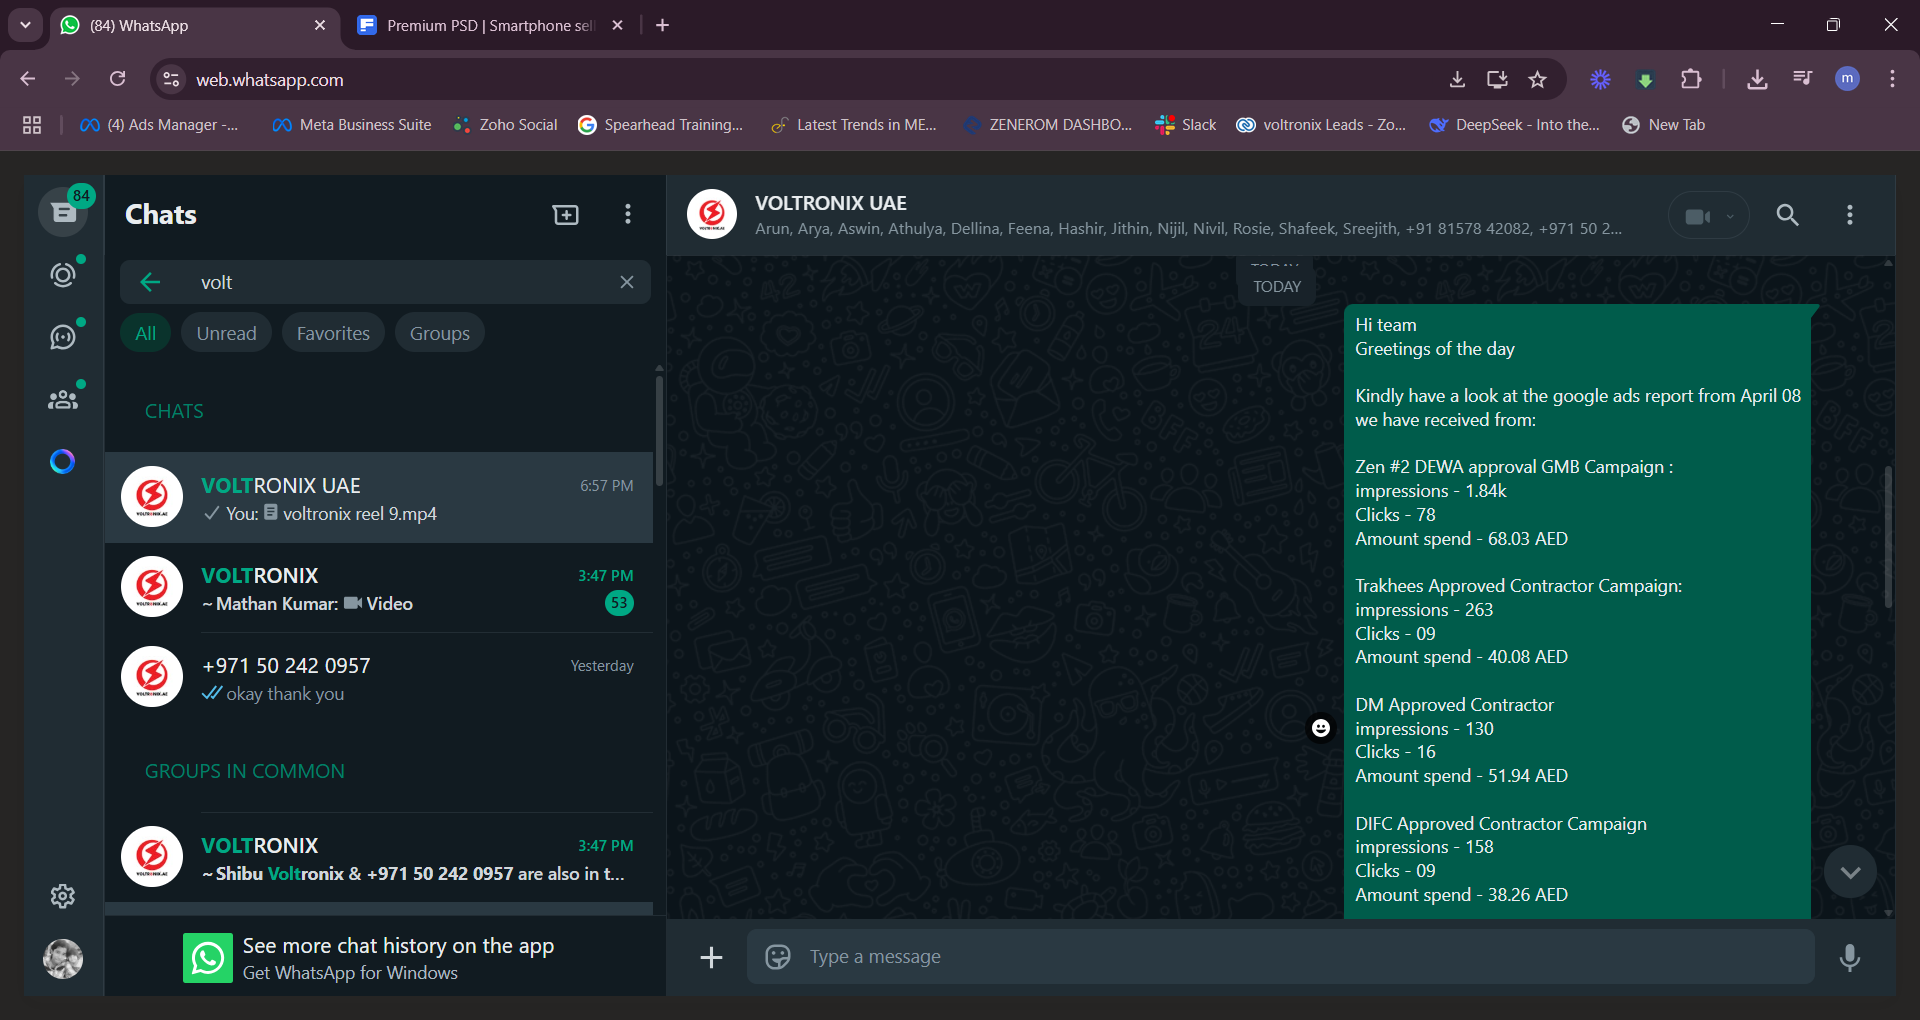 (84) WhatsApp
Premium PSD | Smartphone sel
web.whatsapp.com
m
(4) Ads Manager -...
Meta Business Suite
Zoho Social
Spearhead Training...
Latest Trends in ME...
ZENEROM DASHBO...
Slack
voltronix Leads - Zo...
DeepSeek - Into the...
New Tab
84
Chats
volt
All
Unread
Favorites
Groups
CHATS
VOLTRONIX UAE
6:57 PM
You: voltronix reel 9.mp4
VOLTRONIX
3:47 PM
~ Mathan Kumar: Video
53
+971 50 242 0957
Yesterday
okay thank you
GROUPS IN COMMON
VOLTRONIX
3:47 PM
~ Shibu Voltronix & +971 50 242 0957 are also in t...
See more chat history on the app
Get WhatsApp for Windows
VOLTRONIX UAE
Arun, Arya, Aswin, Athulya, Dellina, Feena, Hashir, Jithin, Nijil, Nivil, Rosie, Shafeek, Sreejith, +91 81578 42082, +971 50 2...
TODAY
Hi team
Greetings of the day
Kindly have a look at the google ads report from April 08
we have received from:
Zen #2 DEWA approval GMB Campaign :
impressions - 1.84k
Clicks - 78
Amount spend - 68.03 AED
Trakhees Approved Contractor Campaign:
impressions - 263
Clicks - 09
Amount spend - 40.08 AED
DM Approved Contractor
impressions - 130
Clicks - 16
Amount spend - 51.94 AED
DIFC Approved Contractor Campaign
impressions - 158
Clicks - 09
Amount spend - 38.26 AED
Type a message